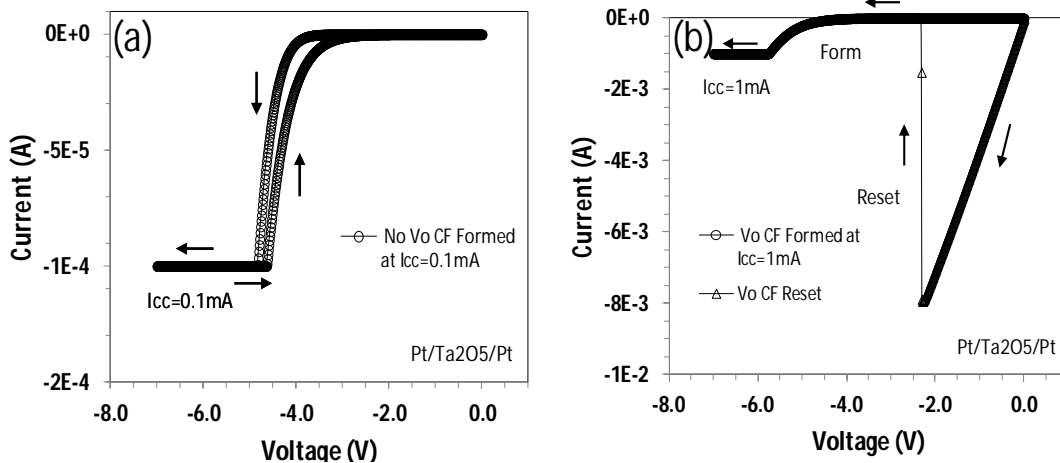 (a)
0E+0
-5E-5
-1E-4
-2E-4
Current (A)
No Vo CF Formed
at Icc=0.1mA
Icc=0.1mA
Pt/Ta2O5/Pt
-8.0 -6.0 -4.0 -2.0 0.0
Voltage (V)
(b)
0E+0
-2E-3
-4E-3
-6E-3
-8E-3
-1E-2
Current (A)
Form
Icc=1mA
Reset
Vo CF Formed at
Icc=1mA
Vo CF Reset
Pt/Ta2O5/Pt
-8.0 -6.0 -4.0 -2.0 0.0
Voltage (V)